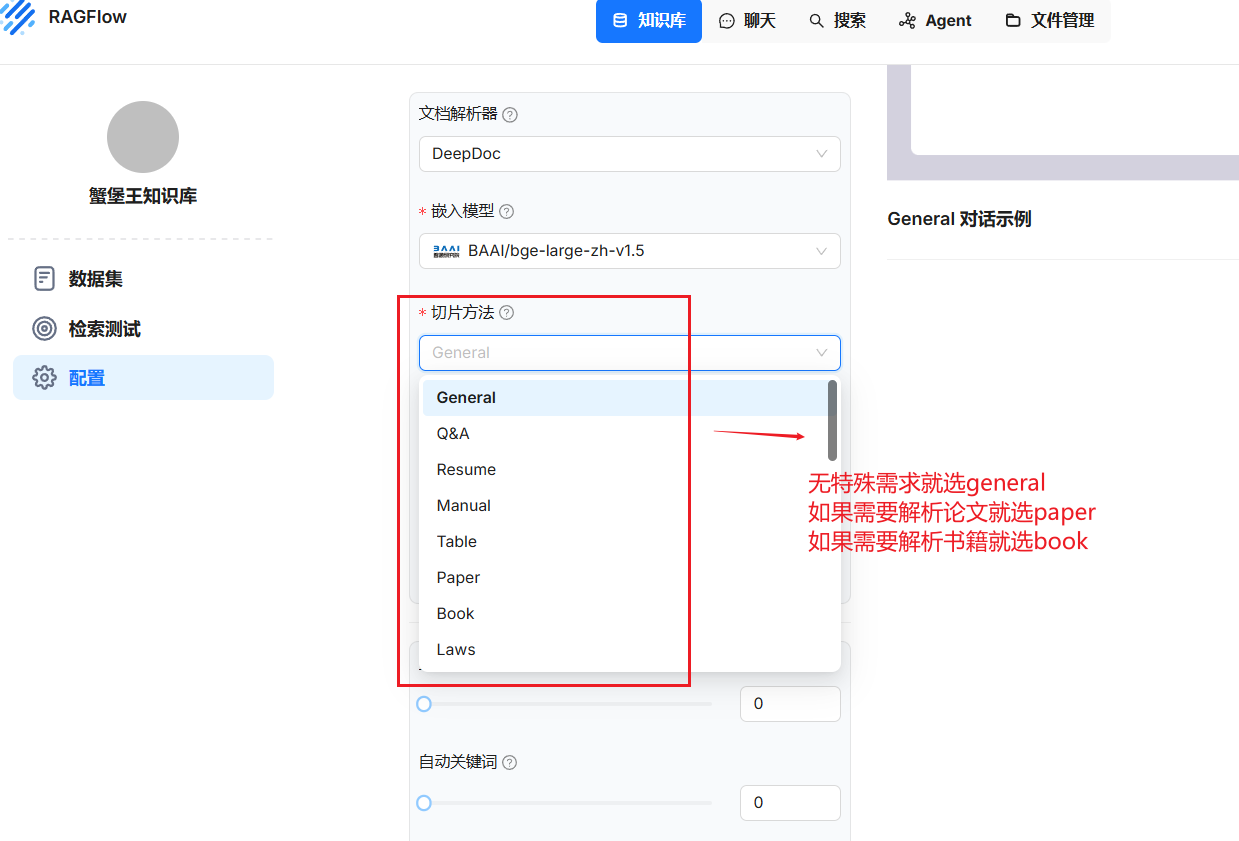 RAGFlow
知识库
聊天
搜索
Agent
文件管理
蟹堡王知识库
数据集
检索测试
配置
文档解析器
DeepDoc
* 嵌入模型
BAAI BAAI/bge-large-zh-v1.5
* 切片方法
General
General
Q&A
Resume
Manual
Table
Paper
Book
Laws
0
自动关键词
0
General 对话示例
无特殊需求就选general
如果需要解析论文就选paper
如果需要解析书籍就选book